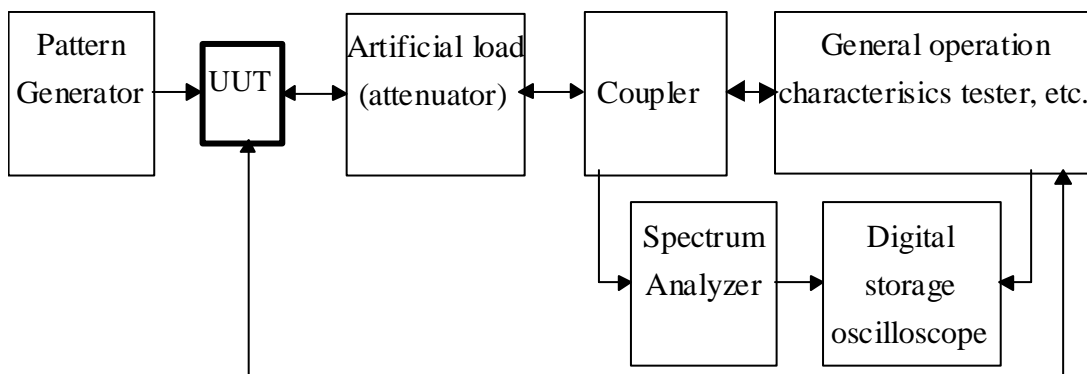 Pattern
Generator
UUT
Artificial load
(attenuator)
Coupler
General operation
characterisics tester, etc.
Spectrum
Analyzer
Digital
storage
oscilloscope